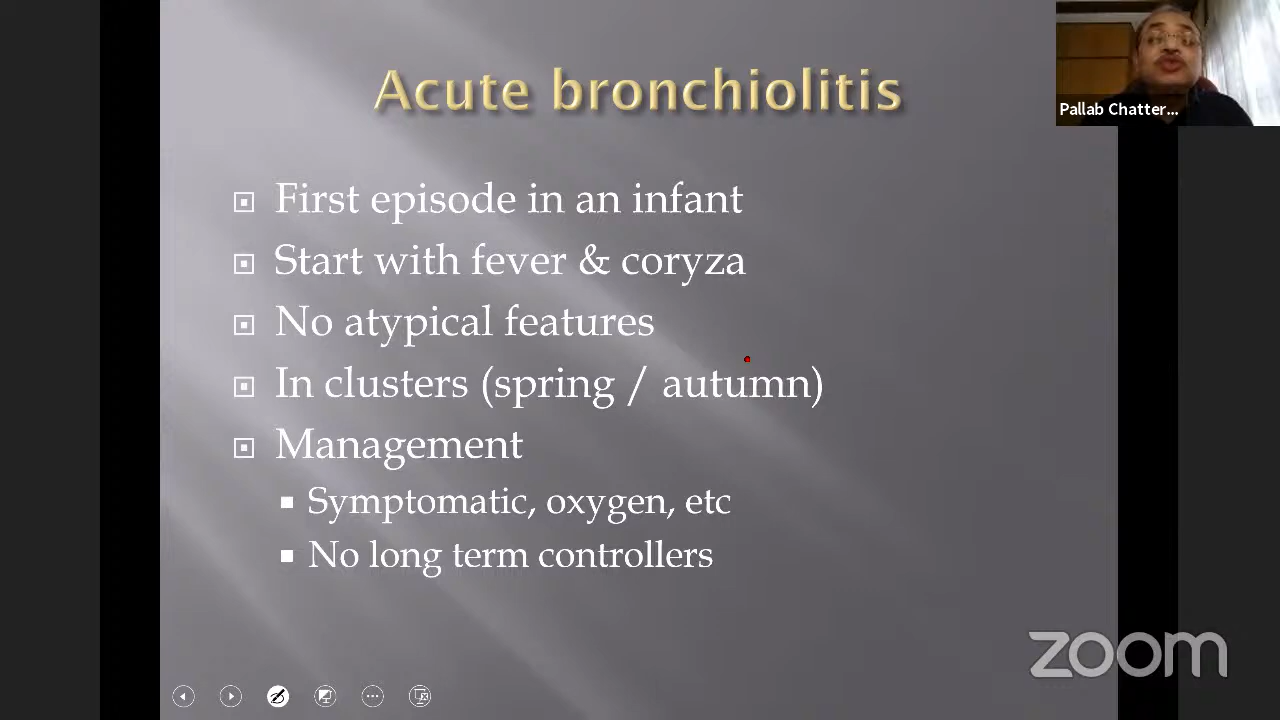 Acute bronchiolitis
Pallab Chatter...
First episode in an infant
Start with fever & coryza
No atypical features
In clusters (spring / autumn)
Management
Symptomatic, oxygen, etc
No long term controllers
zoom